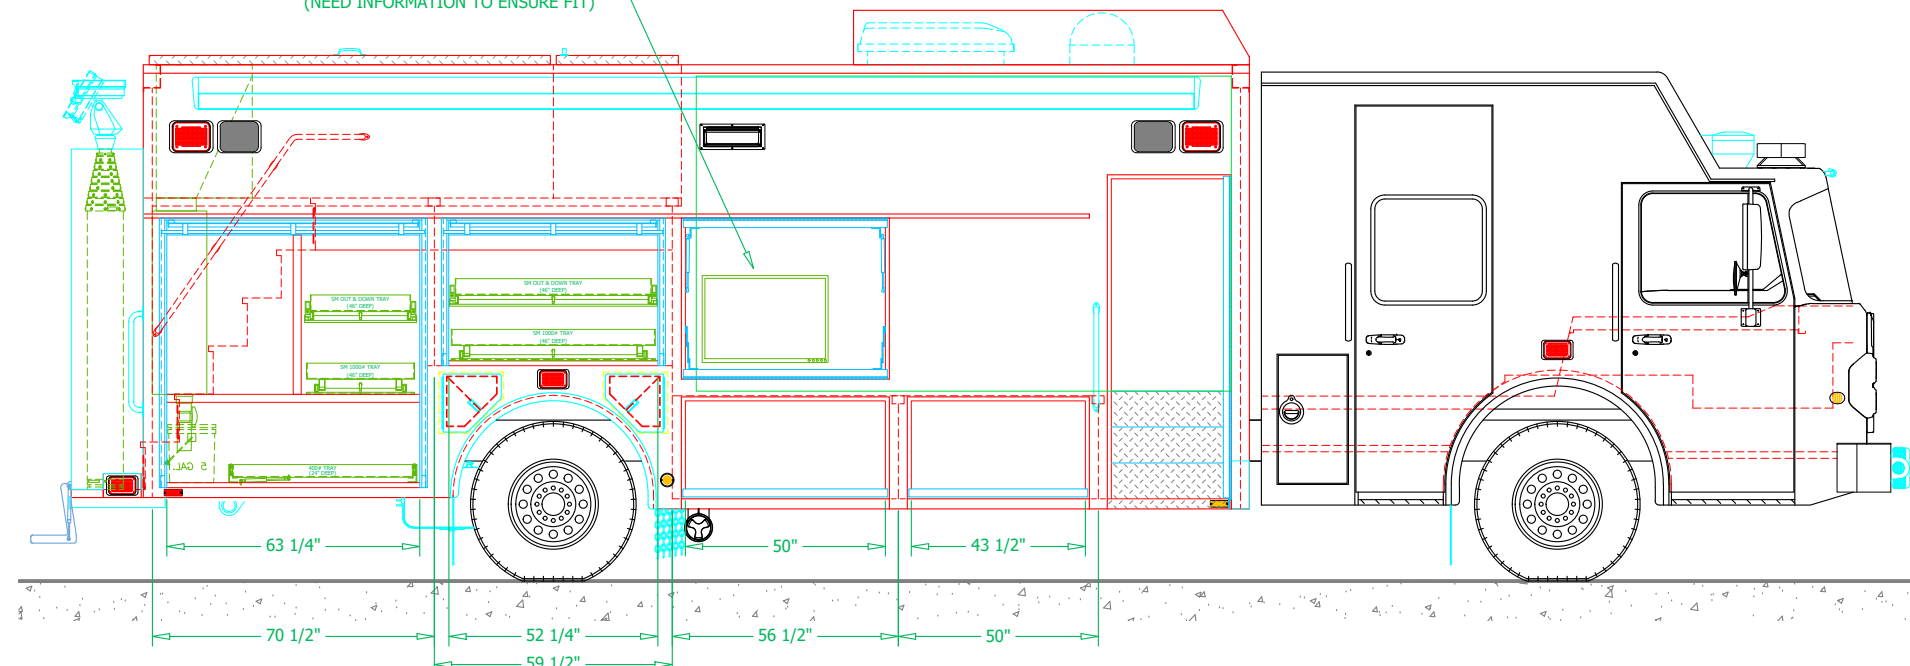 (NEED INFORMATION TO ENSURE FIT)
SM OUT & DOWN TRAY
(46" DEEP)
SM OUT & DOWN TRAY
(46" DEEP)
SM 1000# TRAY
(46" DEEP)
SM 1000# TRAY
(46" DEEP)
5 GAL.
400# TRAY
(24" DEEP)
63 1/4"
50"
43 1/2"
70 1/2"
52 1/4"
56 1/2"
50"
59 1/2"